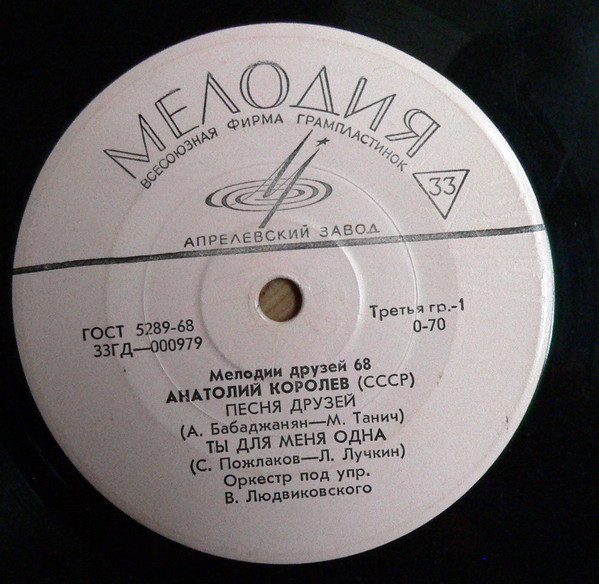 МЕЛОДИЯ
ВСЕСОЮЗНАЯ ФИРМА ГРАМПЛАСТИНОК
33
АПРЕЛЕВСКИЙ ЗАВОД
ГОСТ 5289-68
33ГД—000979
Третья гр.-1
0-70
Мелодии друзей 68
АНАТОЛИЙ КОРОЛЕВ (СССР)
ПЕСНЯ ДРУЗЕЙ
(А. Бабаджанян—М. Танич)
ТЫ ДЛЯ МЕНЯ ОДНА
(С. Пожлаков—Л. Лучкин)
Оркестр под упр.
В. Людвиковского